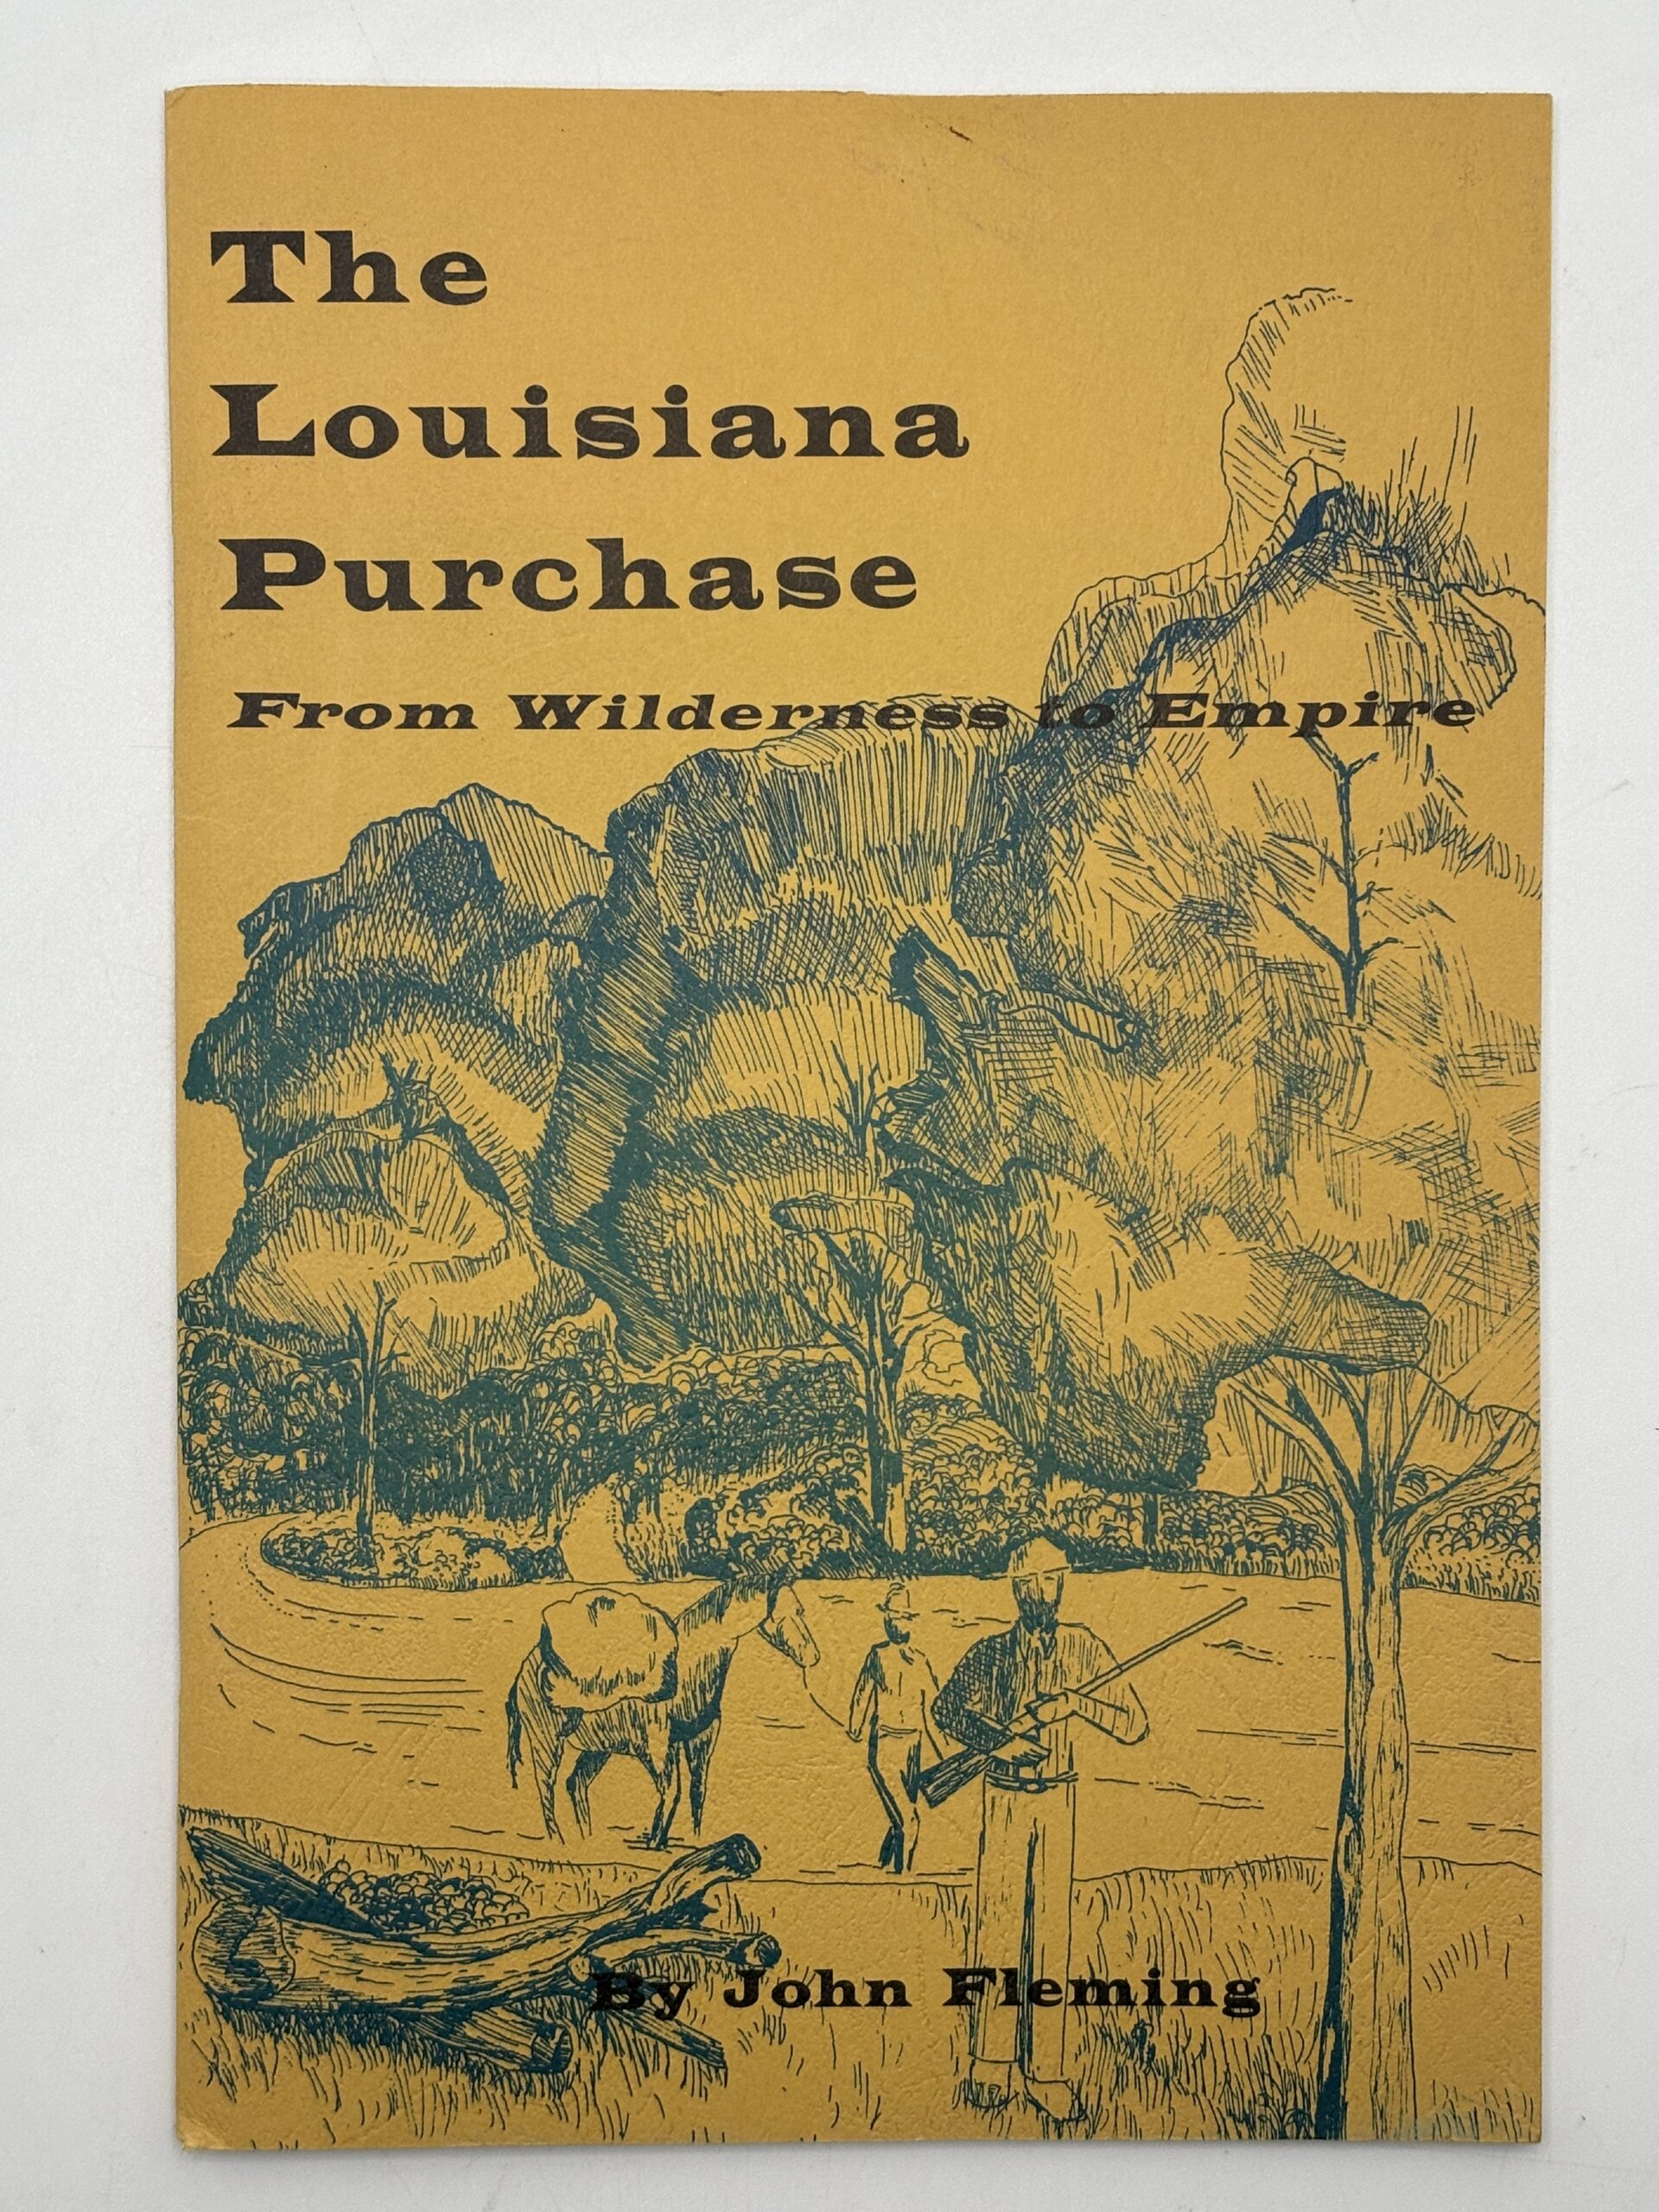 The
Louisiana
Purchase
From Wilderness to Empire
By John Fleming